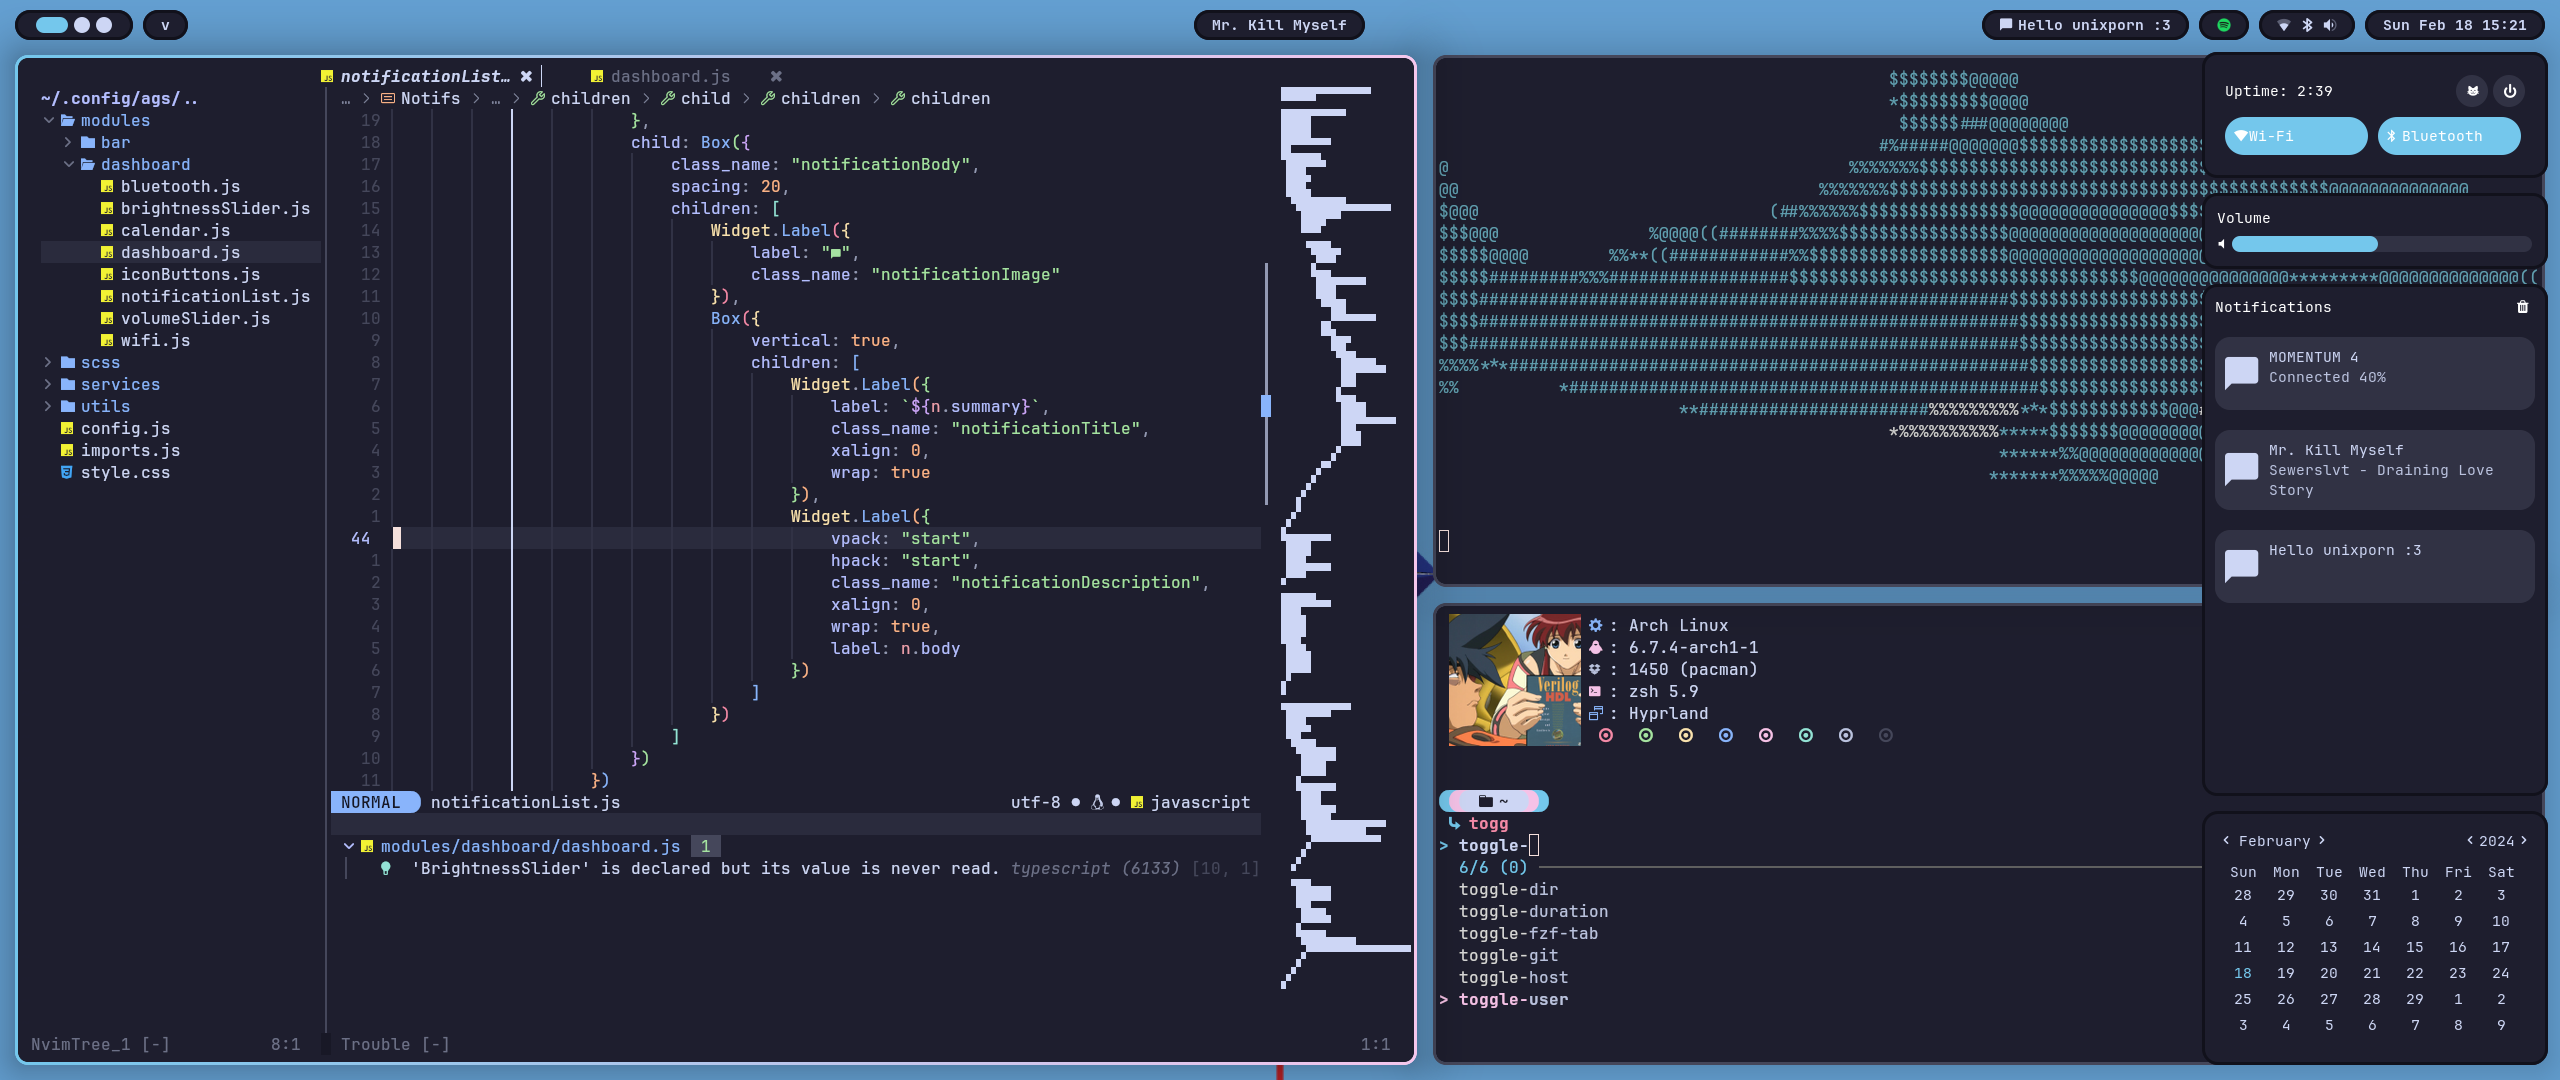 v
Mr. Kill Myself
Hello unixporn :3
Sun Feb 18 15:21
notificationList…
dashboard.js
~/.config/ags/..
modules
bar
dashboard
bluetooth.js
brightnessSlider.js
calendar.js
dashboard.js
iconButtons.js
notificationList.js
volumeSlider.js
wifi.js
scss
services
utils
config.js
imports.js
style.css
NvimTree_1 [-] 8:1
… > Notifs > … > children > child > children > children
19 },
18 child: Box({
17 class_name: "notificationBody",
16 spacing: 20,
15 children: [
14 Widget.Label({
13 label: "",
12 class_name: "notificationImage"
11 }),
10 Box({
9 vertical: true,
8 children: [
7 Widget.Label({
6 label: `${n.summary}`,
5 class_name: "notificationTitle",
4 xalign: 0,
3 wrap: true
2 }),
1 Widget.Label({
44 vpack: "start",
1 hpack: "start",
2 class_name: "notificationDescription",
3 xalign: 0,
4 wrap: true,
5 label: n.body
6 })
7 ]
8 })
9 ]
10 })
11 })
NORMAL notificationList.js utf-8 javascript
modules/dashboard/dashboard.js 1
'BrightnessSlider' is declared but its value is never read. typescript (6133) [10, 1]
Trouble [-] 1:1
Verilog
HDL
: Arch Linux
: 6.7.4-arch1-1
: 1450 (pacman)
: zsh 5.9
: Hyprland
~
togg
> toggle-
6/6 (0)
toggle-dir
toggle-duration
toggle-fzf-tab
toggle-git
toggle-host
> toggle-user
Uptime: 2:39
Wi-Fi
Bluetooth
Volume
Notifications
MOMENTUM 4
Connected 40%
Mr. Kill Myself
Sewerslvt - Draining Love
Story
Hello unixporn :3
< February > < 2024 >
Sun Mon Tue Wed Thu Fri Sat
28 29 30 31 1 2 3
4 5 6 7 8 9 10
11 12 13 14 15 16 17
18 19 20 21 22 23 24
25 26 27 28 29 1 2
3 4 5 6 7 8 9